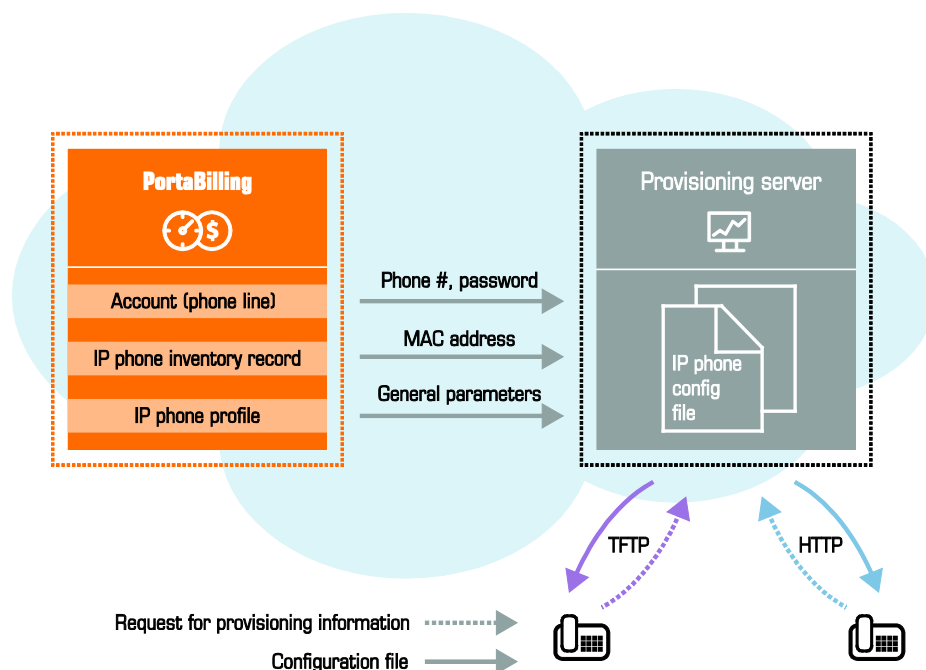 PortaBilling
$
Account (phone line)
IP phone inventory record
IP phone profile
Phone #, password
MAC address
General parameters
Provisioning server
IP phone
config
file
TFTP
HTTP
Request for provisioning information
Configuration file